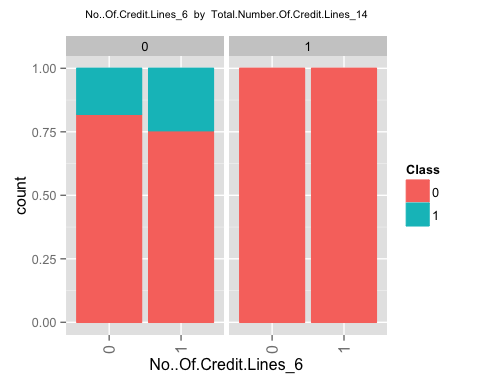 No..Of.Credit.Lines_6 by Total.Number.Of.Credit.Lines_14
0 1
1.00
0.75
0.50
0.25
0.00
count
0 1 0 1
No..Of.Credit.Lines_6
Class
0
1